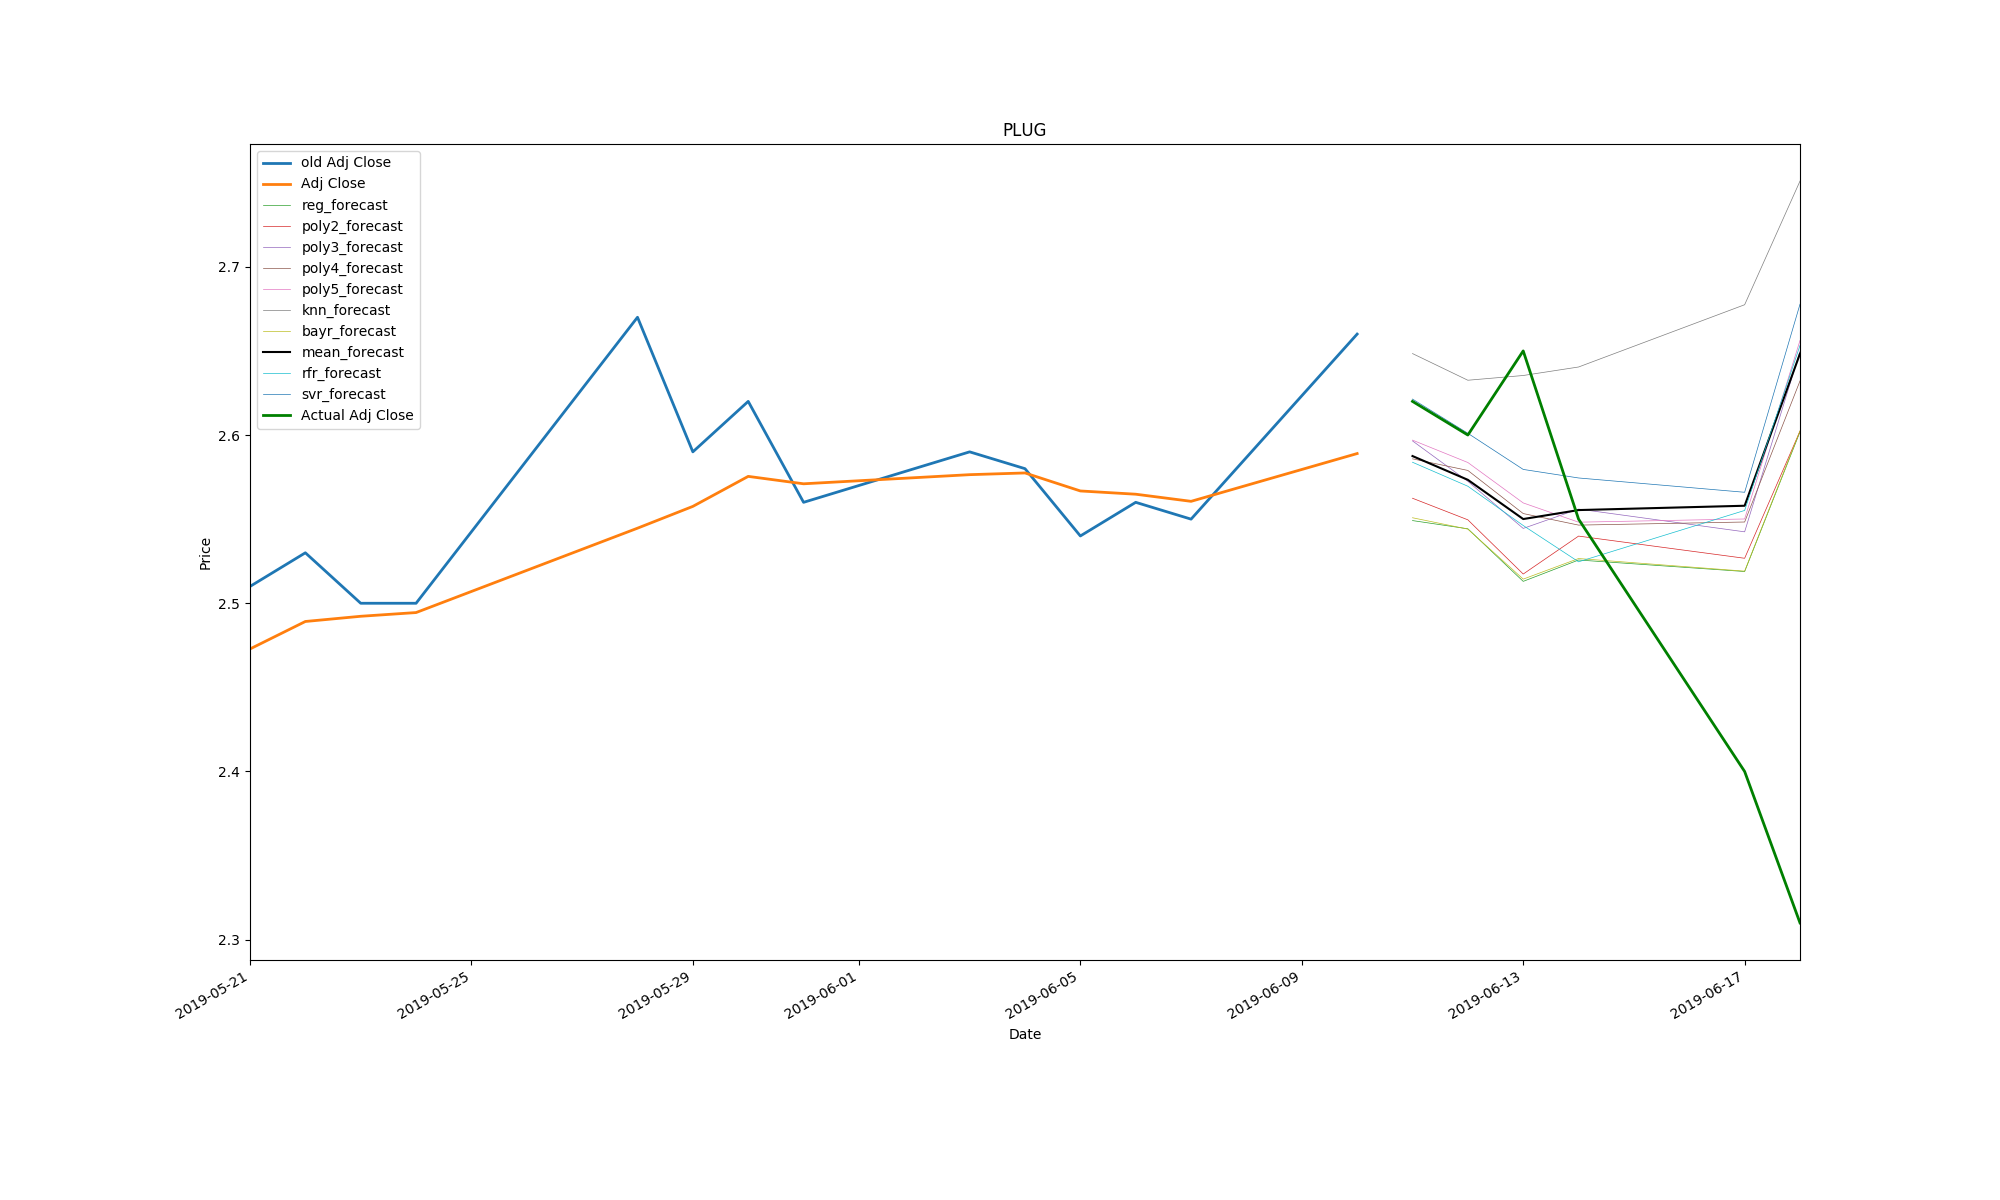 PLUG
old Adj Close
Adj Close
reg_forecast
poly2_forecast
poly3_forecast
poly4_forecast
poly5_forecast
knn_forecast
bayr_forecast
mean_forecast
rfr_forecast
svr_forecast
Actual Adj Close
2.7
2.6
2.5
2.4
2.3
Price
2019-05-21
2019-05-25
2019-05-29
2019-06-01
2019-06-05
2019-06-09
2019-06-13
2019-06-17
Date